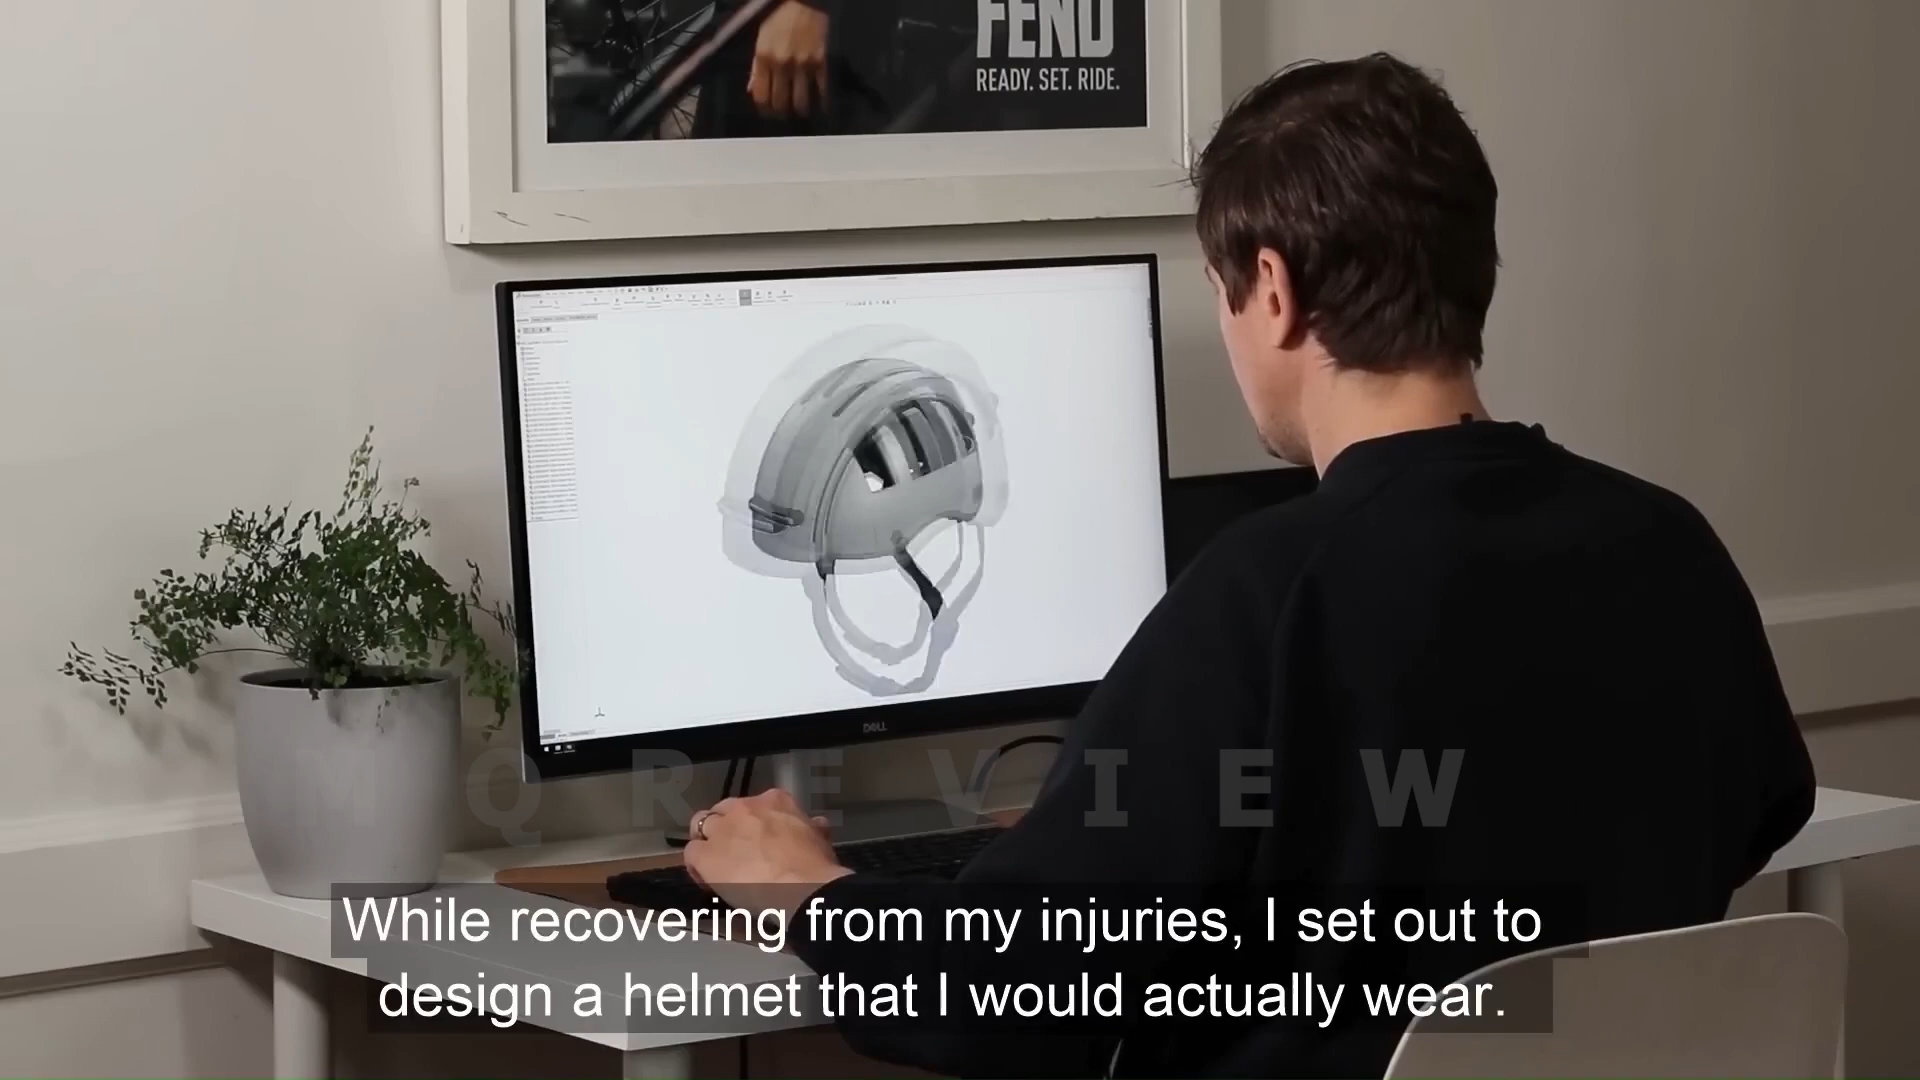 FEND
READY. SET. RIDE.
DELL
MQREVIEW
While recovering from my injuries, I set out to
design a helmet that I would actually wear.